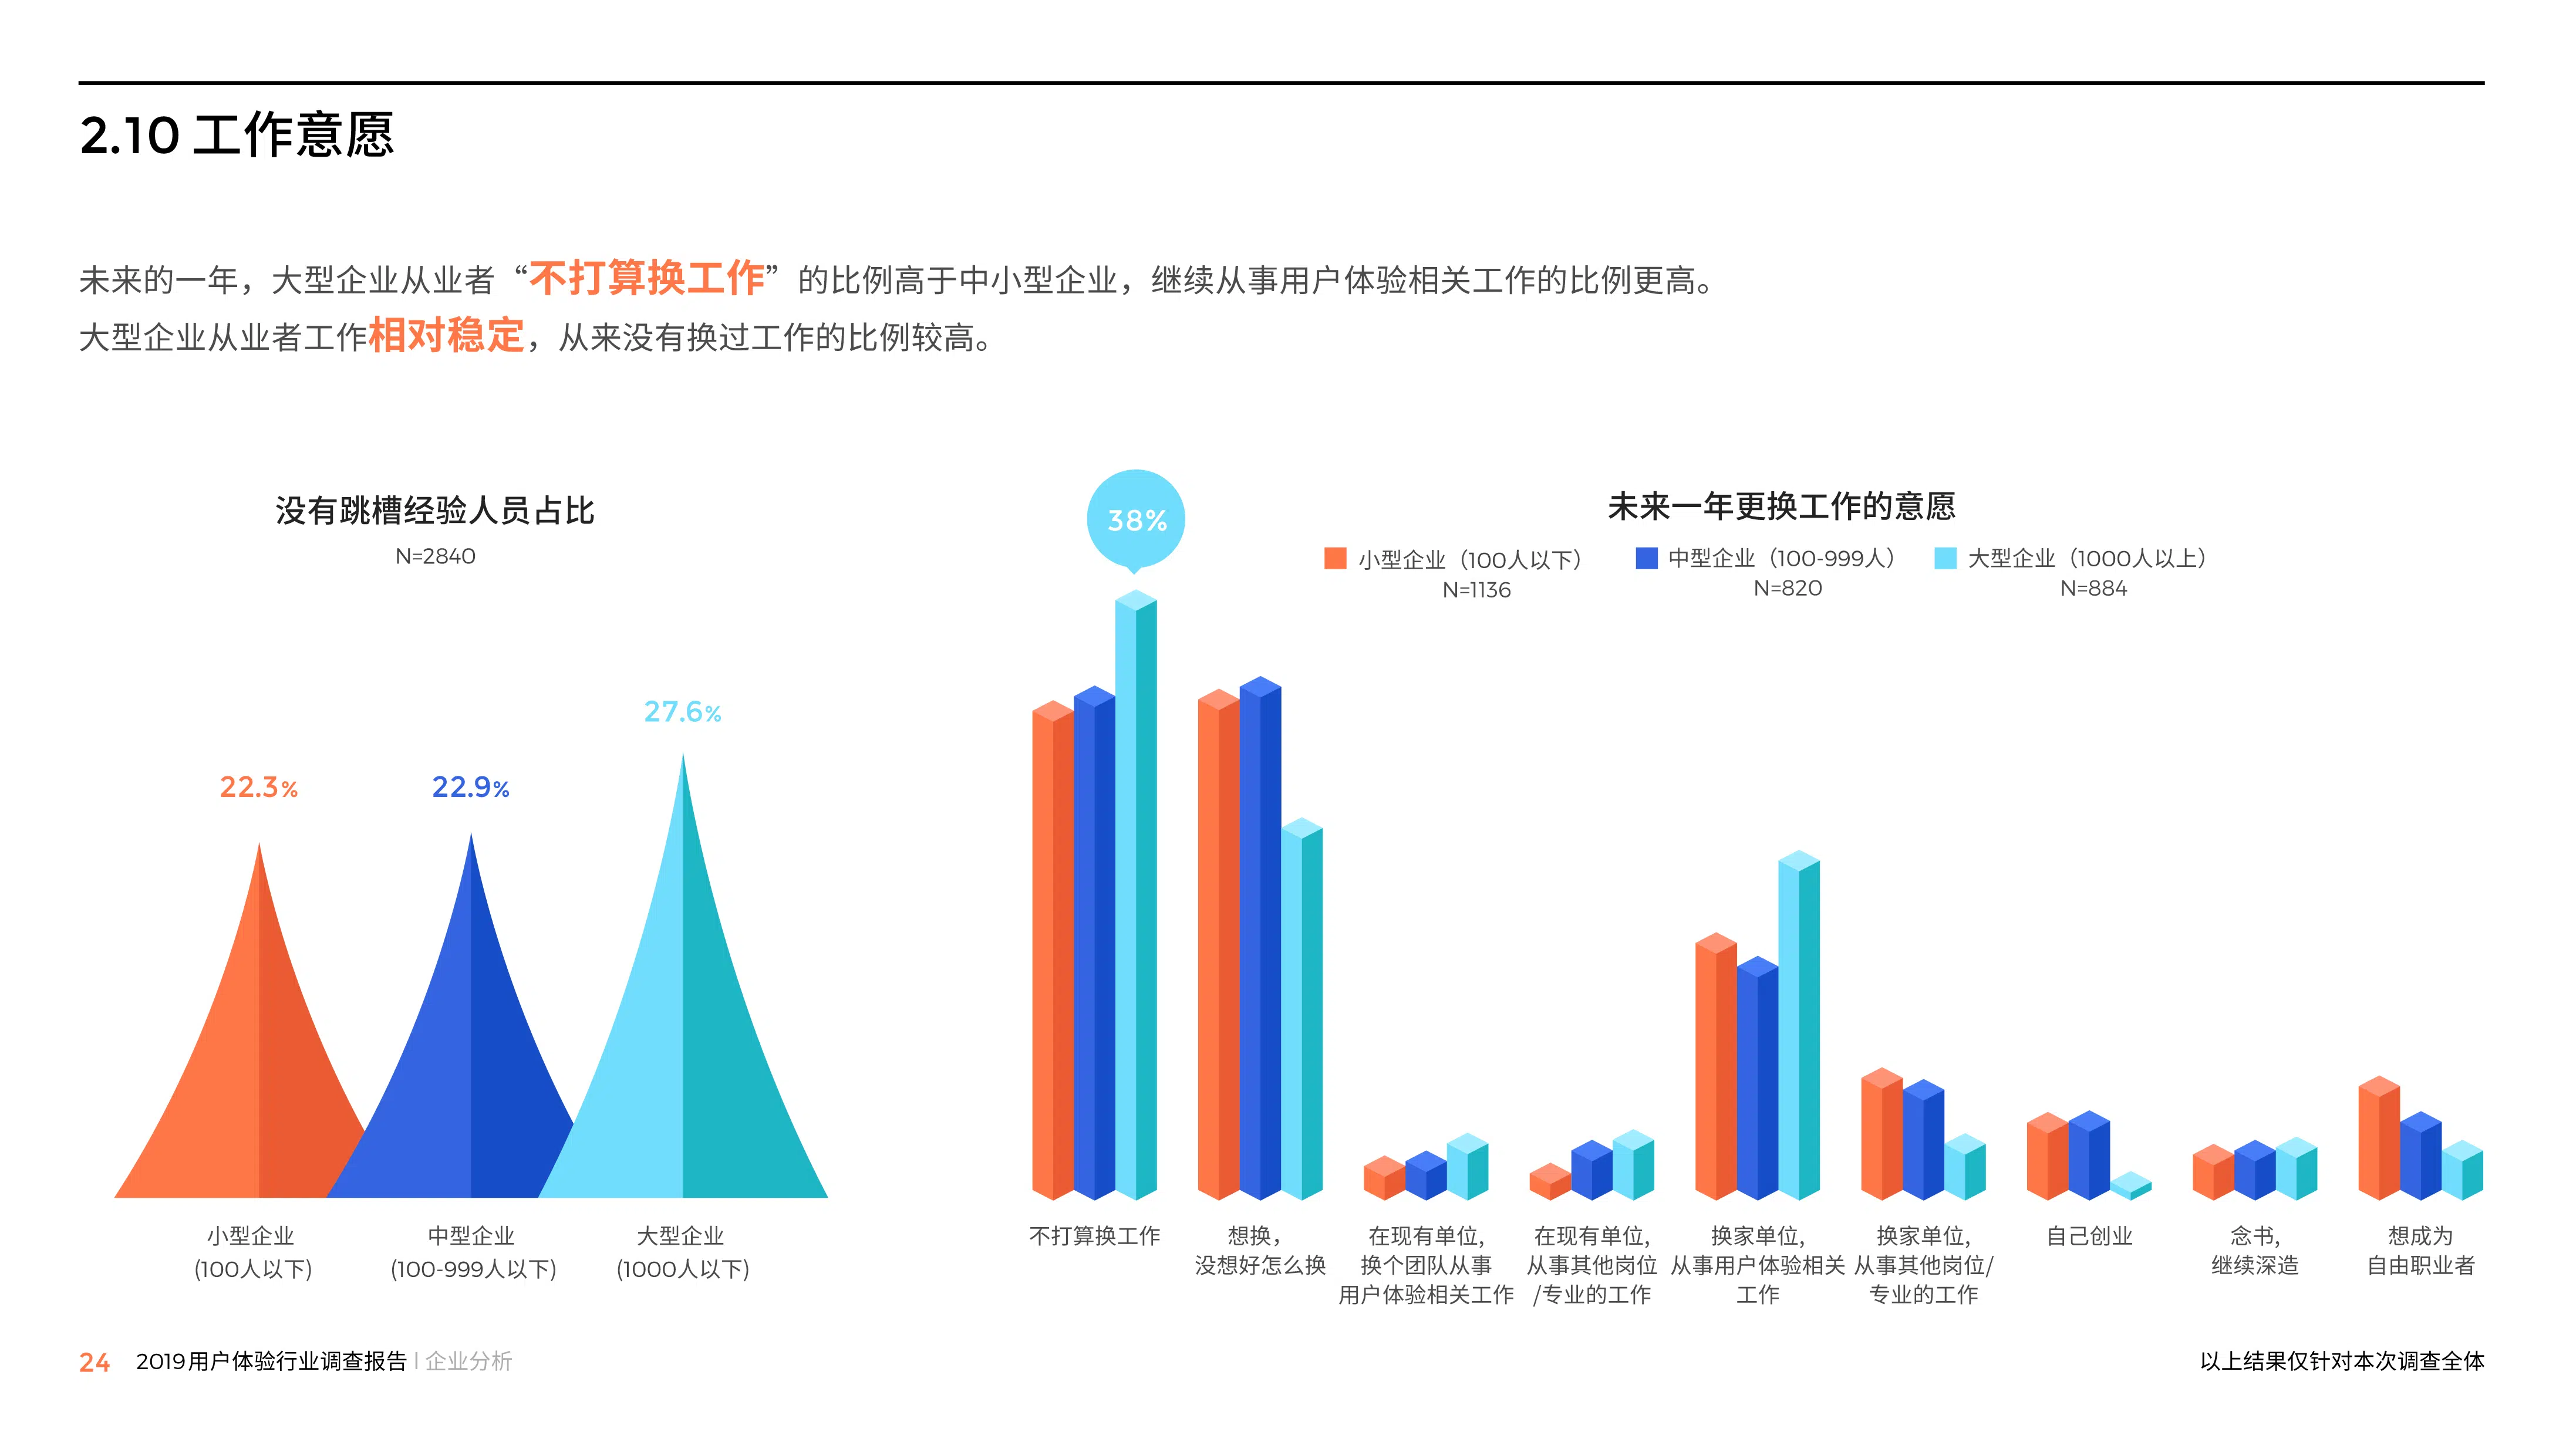 2.10 工作意愿
未来的一年，大型企业从业者“不打算换工作”的比例高于中小型企业，继续从事用户体验相关工作的比例更高。
大型企业从业者工作相对稳定，从来没有换过工作的比例较高。
没有跳槽经验人员占比
N=2840
22.3%
22.9%
27.6%
小型企业
(100人以下)
中型企业
(100-999人以下)
大型企业
(1000人以下)
38%
未来一年更换工作的意愿
小型企业（100人以下）
N=1136
中型企业（100-999人）
N=820
大型企业（1000人以上）
N=884
不打算换工作
想换，
没想好怎么换
在现有单位,
换个团队从事
用户体验相关工作
在现有单位,
从事其他岗位
/专业的工作
换家单位,
从事用户体验相关
工作
换家单位,
从事其他岗位/
专业的工作
自己创业
念书,
继续深造
想成为
自由职业者
24 2019用户体验行业调查报告 | 企业分析
以上结果仅针对本次调查全体